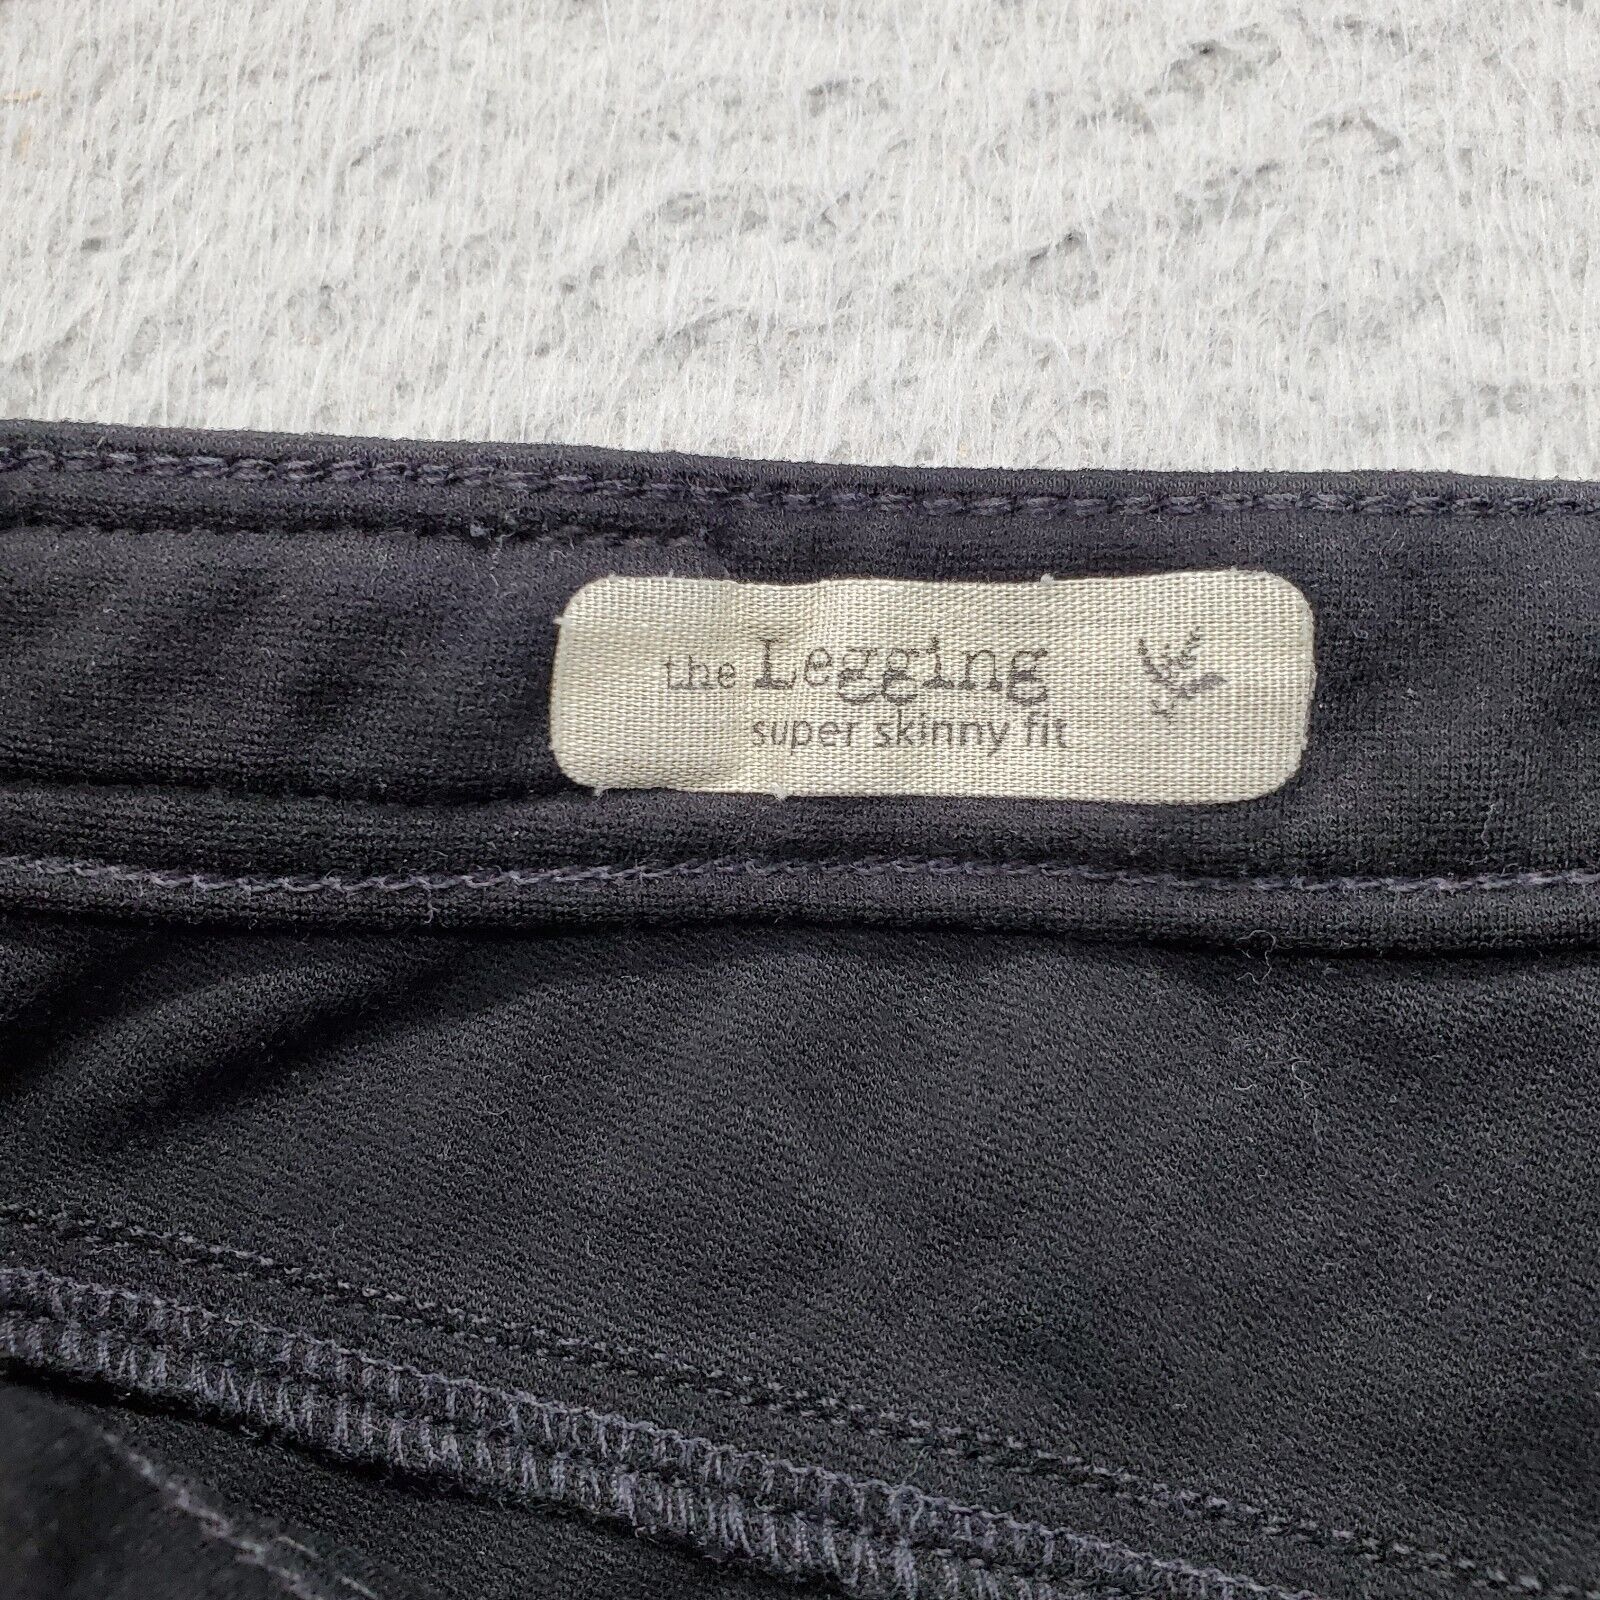 the Legging
super skinny fit